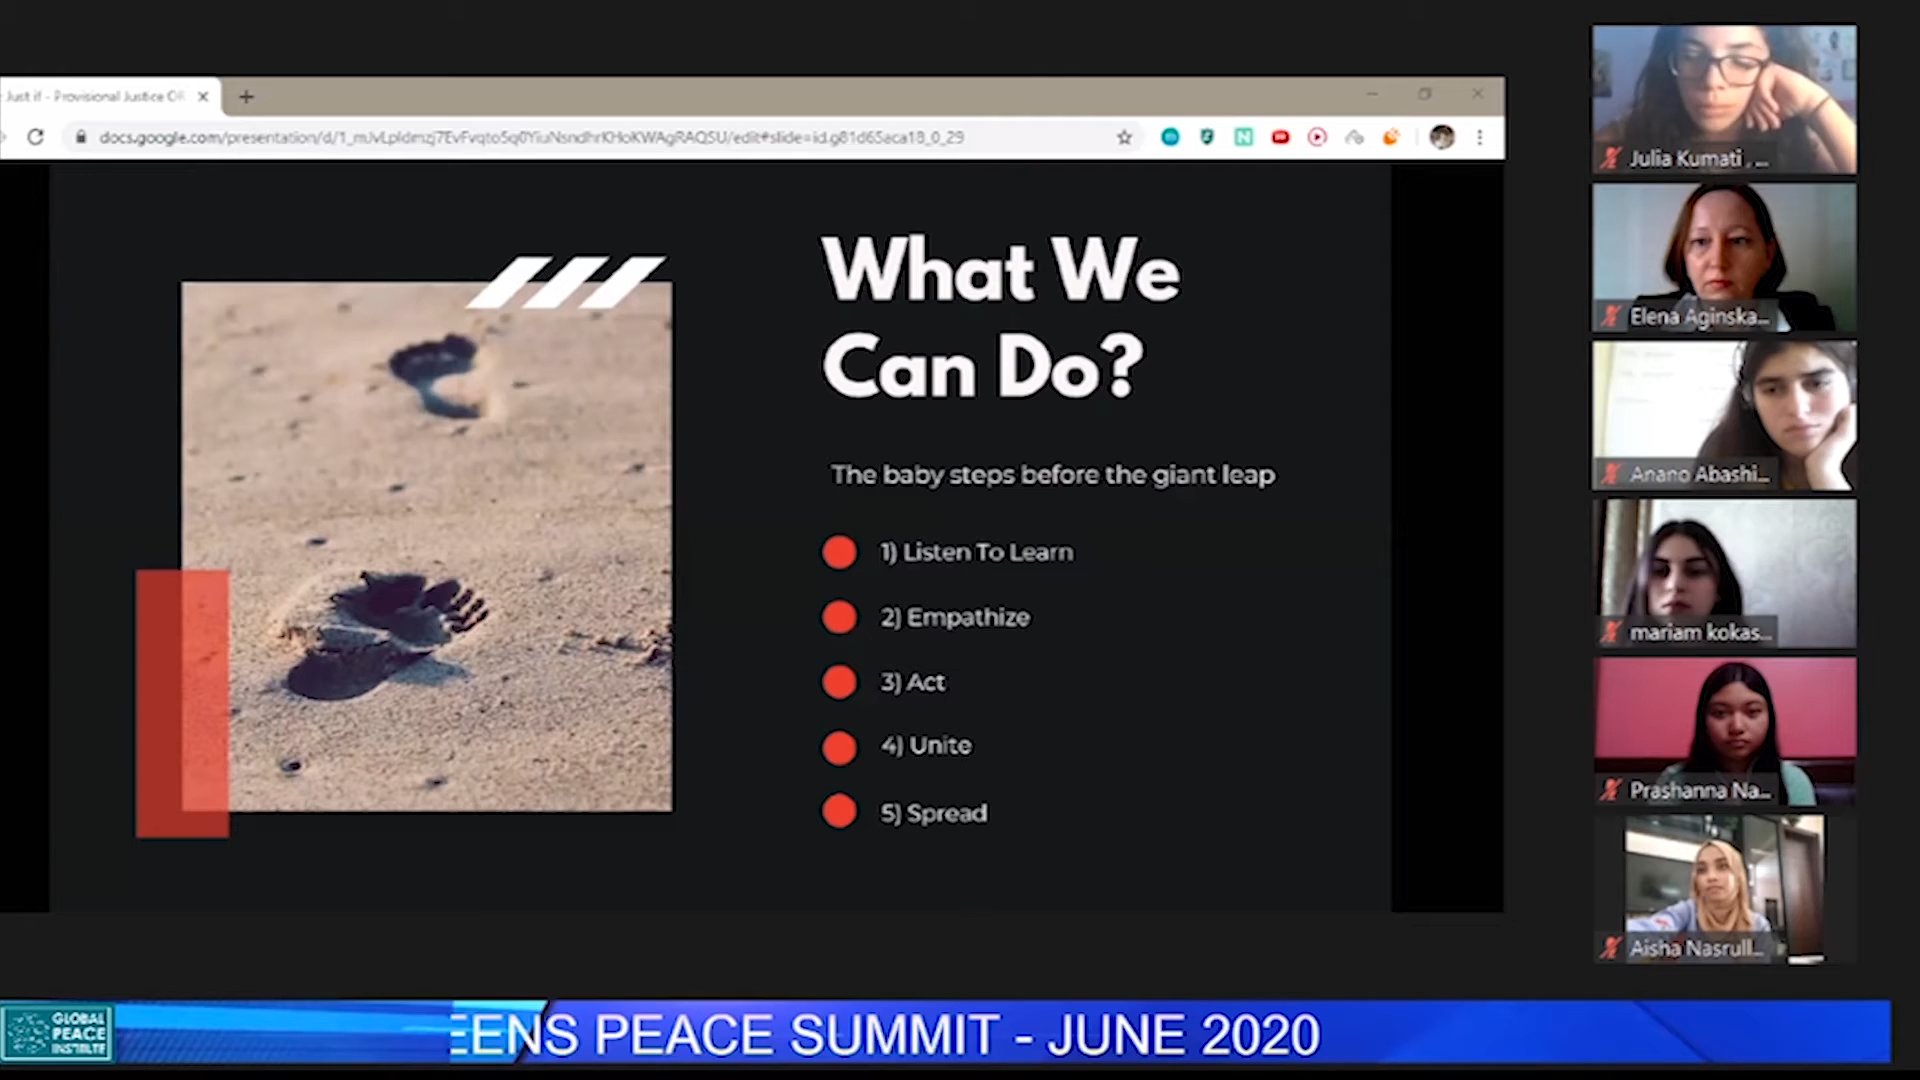 Just if - Provisional Justice
docs.google.com/presentation/d/
/edit#slide=id.g81d65aca18_0_29
What We
Can Do?
The baby steps before the giant leap
1) Listen To Learn
2) Empathize
3) Act
4) Unite
5) Spread
Julia Kumati , ...
Elena Aginska...
Anano Abashi...
mariam kokas...
Prashanna Na...
Aisha Nasrull...
GLOBAL
PEACE
INSTITUTE
EENS PEACE SUMMIT - JUNE 2020